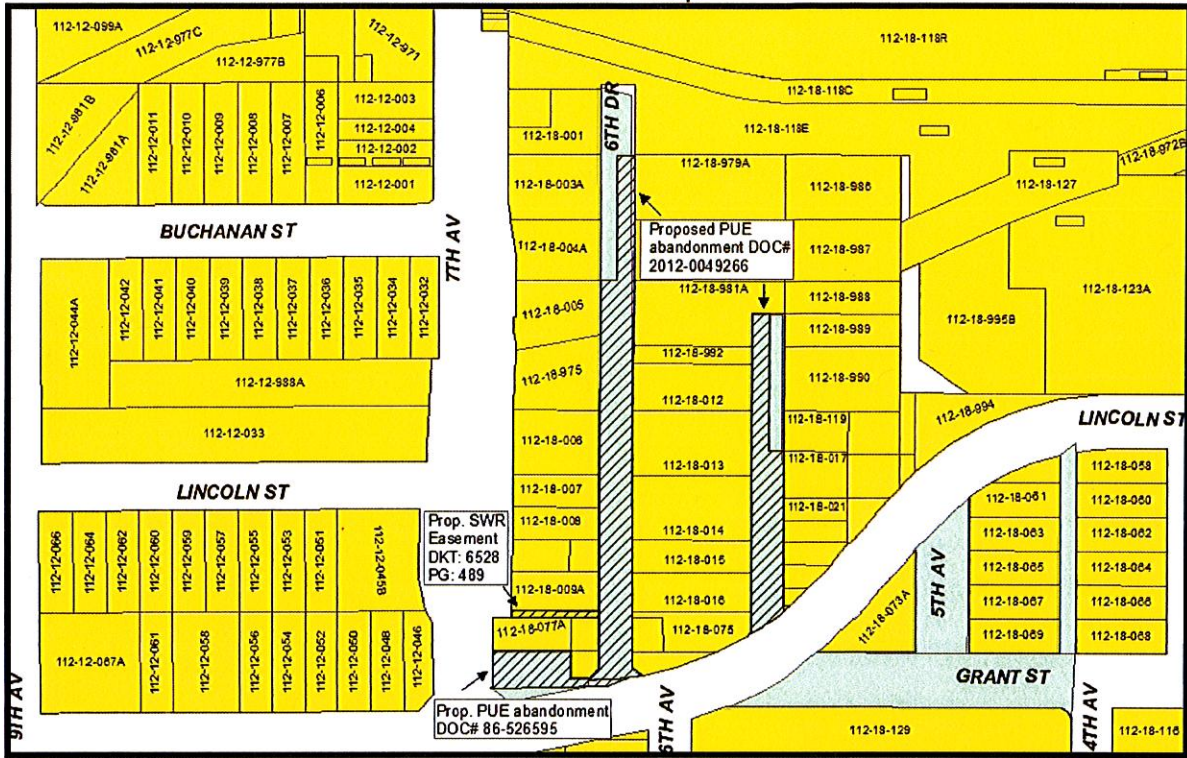 112-12-099A
112-12-977C
112-12-977B
112-12-971
112-12-981B
112-12-981A
112-12-011
112-12-010
112-12-009
112-12-008
112-12-007
112-12-006
112-12-003
112-12-004
112-12-002
112-12-001
BUCHANAN ST
7TH AV
112-12-044A
112-12-042
112-12-041
112-12-040
112-12-039
112-12-038
112-12-037
112-12-036
112-12-035
112-12-034
112-12-032
112-12-988A
112-12-033
LINCOLN ST
112-12-066
112-12-064
112-12-062
112-12-060
112-12-059
112-12-057
112-12-055
112-12-053
112-12-051
112-12-045B
112-12-067A
112-12-061
112-12-058
112-12-056
112-12-054
112-12-052
112-12-050
112-12-048
112-12-046
9TH AV
112-18-118R
112-18-118C
112-18-118E
6TH DR
112-18-001
112-18-003A
112-18-004A
112-18-005
112-18-975
112-18-006
112-18-007
112-18-008
112-18-009A
112-18-077A
Prop. SWR
Easement
DKT: 6528
PG: 489
Prop. PUE abandonment
DOC# 86-526595
Proposed PUE
abandonment DOC#
2012-0049266
112-18-979A
112-18-981A
112-18-992
112-18-012
112-18-013
112-18-014
112-18-015
112-18-016
112-18-075
112-18-986
112-18-987
112-18-988
112-18-989
112-18-990
112-18-119
112-18-017
112-18-021
112-18-972B
112-18-127
112-18-123A
112-18-995B
112-18-994
LINCOLN ST
112-18-073A
5TH AV
112-18-061
112-18-063
112-18-065
112-18-067
112-18-069
112-18-058
112-18-060
112-18-062
112-18-064
112-18-066
112-18-068
GRANT ST
6TH AV
112-18-129
4TH AV
112-18-116